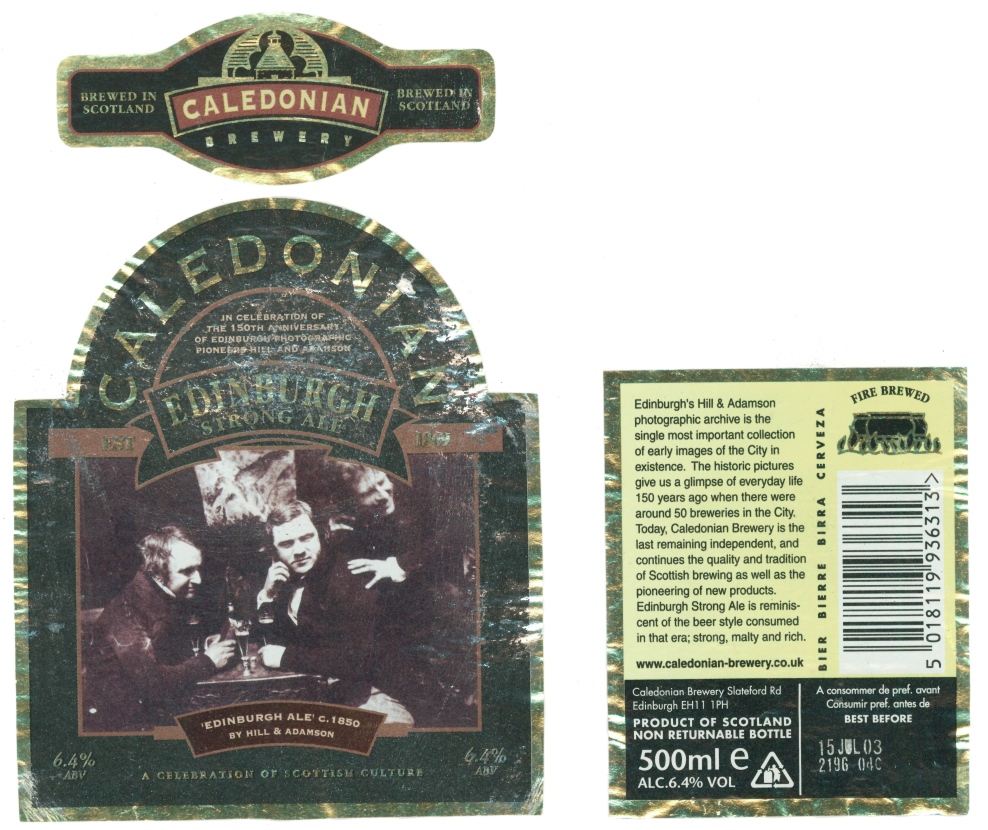 BREWED IN
SCOTLAND
CALEDONIAN
BREWERY
BREWED IN
SCOTLAND
CALEDONIAN
IN CELEBRATION OF
THE 150TH ANNIVERSARY
OF EDINBURGH PHOTOGRAPHIC
PIONEERS HILL AND ADAMSON
EDINBURGH
STRONG ALE
EST 1869
'EDINBURGH ALE' C.1850
BY HILL & ADAMSON
6.4%
ABV
A CELEBRATION OF SCOTTISH CULTURE
6.4%
ABV
Edinburgh's Hill & Adamson
photographic archive is the
single most important collection
of early images of the City in
existence. The historic pictures
give us a glimpse of everyday life
150 years ago when there were
around 50 breweries in the City.
Today, Caledonian Brewery is the
last remaining independent, and
continues the quality and tradition
of Scottish brewing as well as the
pioneering of new products.
Edinburgh Strong Ale is reminis-
cent of the beer style consumed
in that era; strong, malty and rich.
www.caledonian-brewery.co.uk
BIER BIERE BIRRA CERVEZA
FIRE BREWED
5 018119 936313 >
Caledonian Brewery Slateford Rd
Edinburgh EH11 1PH
PRODUCT OF SCOTLAND
NON RETURNABLE BOTTLE
500ml e
ALC.6.4% VOL
A consommer de pref. avant
Consumir pref. antes de
BEST BEFORE
15JUL03
2196 04C